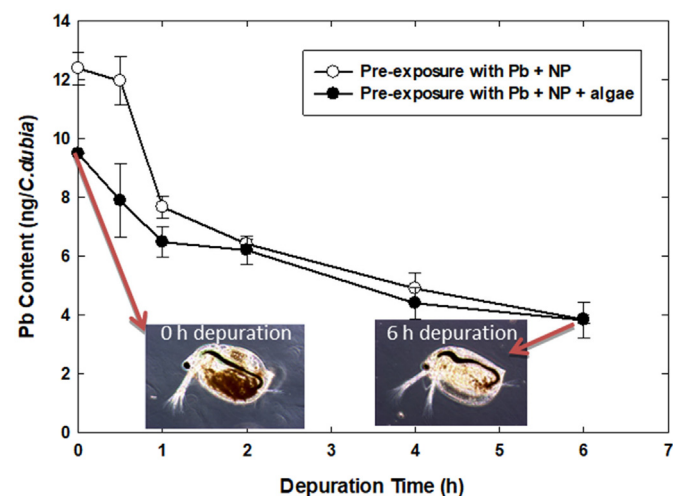 14
12
10
8
6
4
2
0
Pb Content (ng/C.dubia)
Pre-exposure with Pb + NP
Pre-exposure with Pb + NP + algae
0 h depuration
6 h depuration
0 1 2 3 4 5 6 7
Depuration Time (h)